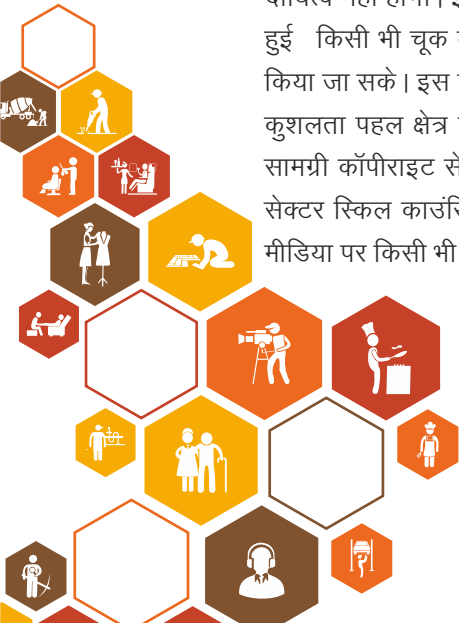 हुई किसी भी चूक
किया जा सके। इस
कुशलता पहल क्षेत्र
सामग्री कॉपीराइट से
सेक्टर स्किल काउंसि
मीडिया पर किसी भी